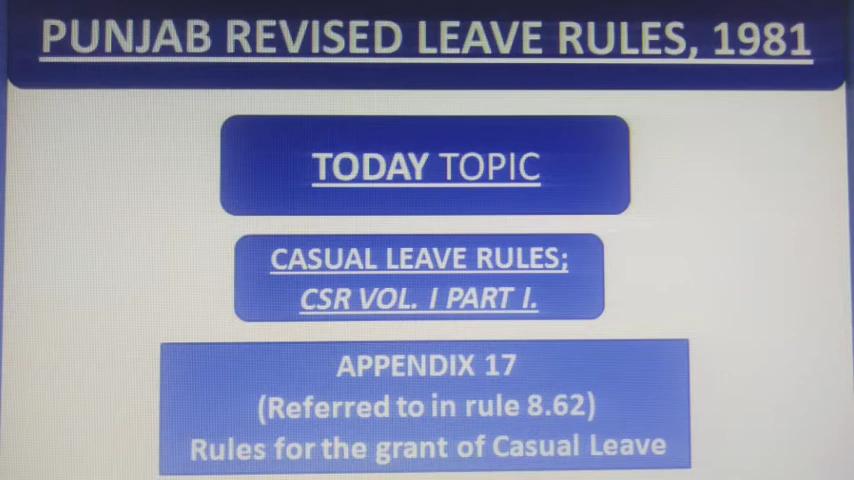 PUNJAB REVISED LEAVE RULES, 1981
TODAY TOPIC
CASUAL LEAVE RULES;
CSR VOL. I PART I.
APPENDIX 17
(Referred to in rule 8.62)
Rules for the grant of Casual Leave